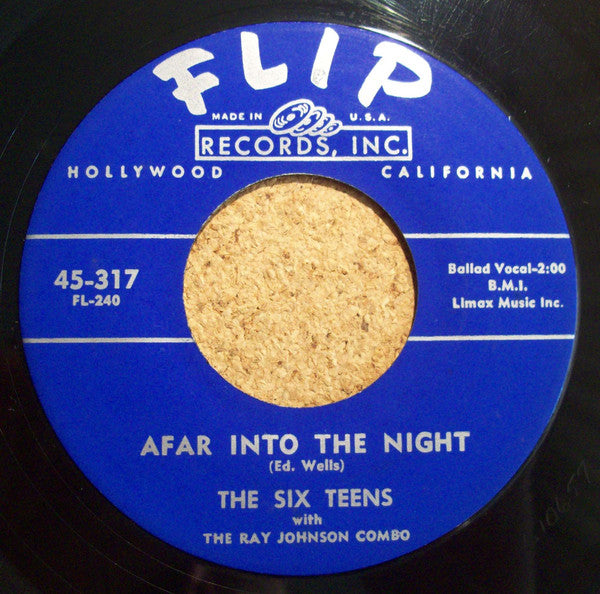 FLIP
MADE IN U.S.A.
RECORDS, INC.
HOLLYWOOD CALIFORNIA
45-317
FL-240
Ballad Vocal-2:00
B.M.I.
Limax Music Inc.
AFAR INTO THE NIGHT
(Ed. Wells)
THE SIX TEENS
with
THE RAY JOHNSON COMBO